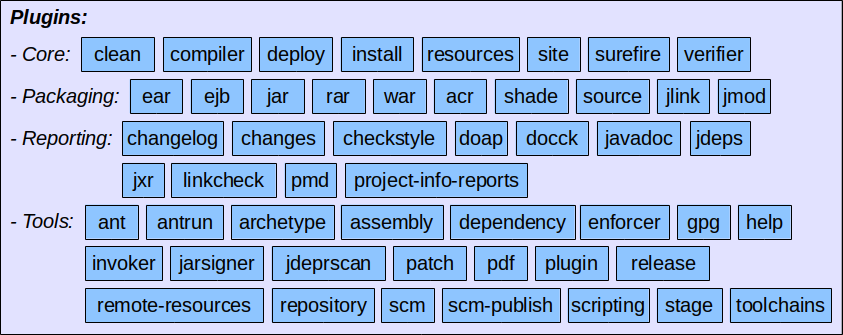 Plugins:
- Core: clean compiler deploy install resources site surefire verifier
- Packaging: ear ejb jar rar war acr shade source jlink jmod
- Reporting: changelog changes checkstyle doap docck javadoc jdeps
jxr linkcheck pmd project-info-reports
- Tools: ant antrun archetype assembly dependency enforcer gpg help
invoker jarsigner jdeprscan patch pdf plugin release
remote-resources repository scm scm-publish scripting stage toolchains